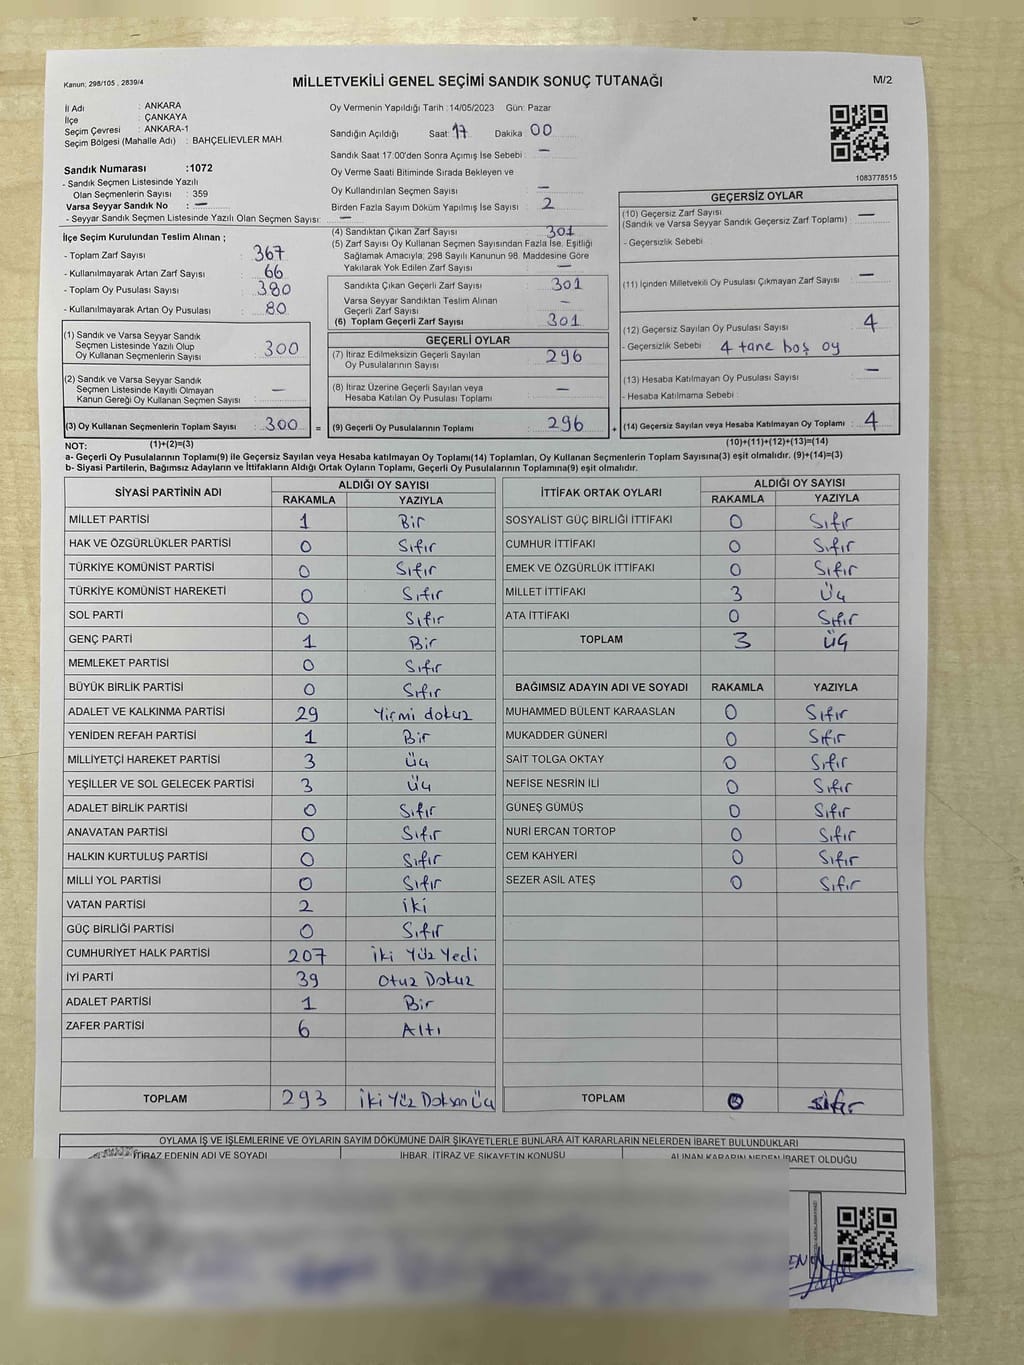 Kanun; 298/105 , 2839/4
MİLLETVEKİLİ GENEL SEÇİMİ SANDIK SONUÇ TUTANAĞI
M/2
İl Adı : ANKARA
İlçe : ÇANKAYA
Seçim Çevresi : ANKARA-1
Seçim Bölgesi (Mahalle Adı) : BAHÇELİEVLER MAH.
Sandık Numarası :1072
- Sandık Seçmen Listesinde Yazılı
Olan Seçmenlerin Sayısı : 359
Varsa Seyyar Sandık No : —
- Seyyar Sandık Seçmen Listesinde Yazılı Olan Seçmen Sayısı: —
Oy Vermenin Yapıldığı Tarih :14/05/2023 Gün: Pazar
Sandığın Açıldığı Saat: 17 Dakika 00
Sandık Saat 17:00'den Sonra Açılmış İse Sebebi : —
Oy Verme Saati Bitiminde Sırada Bekleyen ve
Oy Kullandırılan Seçmen Sayısı : —
Birden Fazla Sayım Döküm Yapılmış İse Sayısı : 2
1083778515
İlçe Seçim Kurulundan Teslim Alınan ;
- Toplam Zarf Sayısı : 367
- Kullanılmayarak Artan Zarf Sayısı : 66
- Toplam Oy Pusulası Sayısı : 380
- Kullanılmayarak Artan Oy Pusulası : 80
(1) Sandık ve Varsa Seyyar Sandık
Seçmen Listesinde Yazılı Olup
Oy Kullanan Seçmenlerin Sayısı : 300
(2) Sandık ve Varsa Seyyar Sandık
Seçmen Listesinde Kayıtlı Olmayan
Kanun Gereği Oy Kullanan Seçmen Sayısı : —
(3) Oy Kullanan Seçmenlerin Toplam Sayısı : 300 =
(4) Sandıktan Çıkan Zarf Sayısı : 301
(5) Zarf Sayısı Oy Kullanan Seçmen Sayısından Fazla İse, Eşitliği
Sağlamak Amacıyla; 298 Sayılı Kanunun 98. Maddesine Göre
Yakılarak Yok Edilen Zarf Sayısı : —
Sandıkta Çıkan Geçerli Zarf Sayısı : 301
Varsa Seyyar Sandıktan Teslim Alınan
Geçerli Zarf Sayısı : —
(6) Toplam Geçerli Zarf Sayısı : 301
GEÇERLİ OYLAR
(7) İtiraz Edilmeksizin Geçerli Sayılan
Oy Pusulalarının Sayısı : 296
(8) İtiraz Üzerine Geçerli Sayılan veya
Hesaba Katılan Oy Pusulası Toplamı : —
(9) Geçerli Oy Pusulalarının Toplamı : 296 +
GEÇERSİZ OYLAR
(10) Geçersiz Zarf Sayısı : —
(Sandık ve Varsa Seyyar Sandık Geçersiz Zarf Toplamı)
- Geçersizlik Sebebi
(11) İçinden Milletvekili Oy Pusulası Çıkmayan Zarf Sayısı : —
(12) Geçersiz Sayılan Oy Pusulası Sayısı : 4
- Geçersizlik Sebebi : 4 tane boş oy
(13) Hesaba Katılmayan Oy Pusulası Sayısı : —
- Hesaba Katılmama Sebebi :
(14) Geçersiz Sayılan veya Hesaba Katılmayan Oy Toplamı : 4
NOT: (1)+(2)=(3) (10)+(11)+(12)+(13)=(14)
a- Geçerli Oy Pusulalarının Toplamı(9) ile Geçersiz Sayılan veya Hesaba katılmayan Oy Toplamı(14) Toplamları, Oy Kullanan Seçmenlerin Toplam Sayısına(3) eşit olmalıdır. (9)+(14)=(3)
b- Siyasi Partilerin, Bağımsız Adayların ve İttifakların Aldığı Ortak Oyların Toplamı, Geçerli Oy Pusulalarının Toplamına(9) eşit olmalıdır.
SİYASİ PARTİNİN ADI ALDIĞI OY SAYISI
RAKAMLA YAZIYLA
MİLLET PARTİSİ 1 Bir
HAK VE ÖZGÜRLÜKLER PARTİSİ 0 Sıfır
TÜRKİYE KOMÜNİST PARTİSİ 0 Sıfır
TÜRKİYE KOMÜNİST HAREKETİ 0 Sıfır
SOL PARTİ 0 Sıfır
GENÇ PARTİ 1 Bir
MEMLEKET PARTİSİ 0 Sıfır
BÜYÜK BİRLİK PARTİSİ 0 Sıfır
ADALET VE KALKINMA PARTİSİ 29 Yirmi dokuz
YENİDEN REFAH PARTİSİ 1 Bir
MİLLİYETÇİ HAREKET PARTİSİ 3 Üç
YEŞİLLER VE SOL GELECEK PARTİSİ 3 Üç
ADALET BİRLİK PARTİSİ 0 Sıfır
ANAVATAN PARTİSİ 0 Sıfır
HALKIN KURTULUŞ PARTİSİ 0 Sıfır
MİLLİ YOL PARTİSİ 0 Sıfır
VATAN PARTİSİ 2 İki
GÜÇ BİRLİĞİ PARTİSİ 0 Sıfır
CUMHURİYET HALK PARTİSİ 207 İki Yüz Yedi
İYİ PARTİ 39 Otuz Dokuz
ADALET PARTİSİ 1 Bir
ZAFER PARTİSİ 6 Altı
TOPLAM 293 İki Yüz Doksan Üç
İTTİFAK ORTAK OYLARI ALDIĞI OY SAYISI
RAKAMLA YAZIYLA
SOSYALİST GÜÇ BİRLİĞİ İTTİFAKI 0 Sıfır
CUMHUR İTTİFAKI 0 Sıfır
EMEK VE ÖZGÜRLÜK İTTİFAKI 0 Sıfır
MİLLET İTTİFAKI 3 Üç
ATA İTTİFAKI 0 Sıfır
TOPLAM 3 ÜÇ
BAĞIMSIZ ADAYIN ADI VE SOYADI RAKAMLA YAZIYLA
MUHAMMED BÜLENT KARAASLAN 0 Sıfır
MUKADDER GÜNERİ 0 Sıfır
SAİT TOLGA OKTAY 0 Sıfır
NEFİSE NESRİN İLİ 0 Sıfır
GÜNEŞ GÜMÜŞ 0 Sıfır
NURİ ERCAN TORTOP 0 Sıfır
CEM KAHYERİ 0 Sıfır
SEZER ASİL ATEŞ 0 Sıfır
TOPLAM 0 Sıfır
OYLAMA İŞ VE İŞLEMLERİNE VE OYLARIN SAYIM DÖKÜMÜNE DAİR ŞİKAYETLERLE BUNLARA AİT KARARLARIN NELERDEN İBARET BULUNDUKLARI
İTİRAZ EDENİN ADI VE SOYADI İHBAR, İTİRAZ VE ŞİKAYETİN KONUSU ALINAN KARARIN NEDEN İBARET OLDUĞU